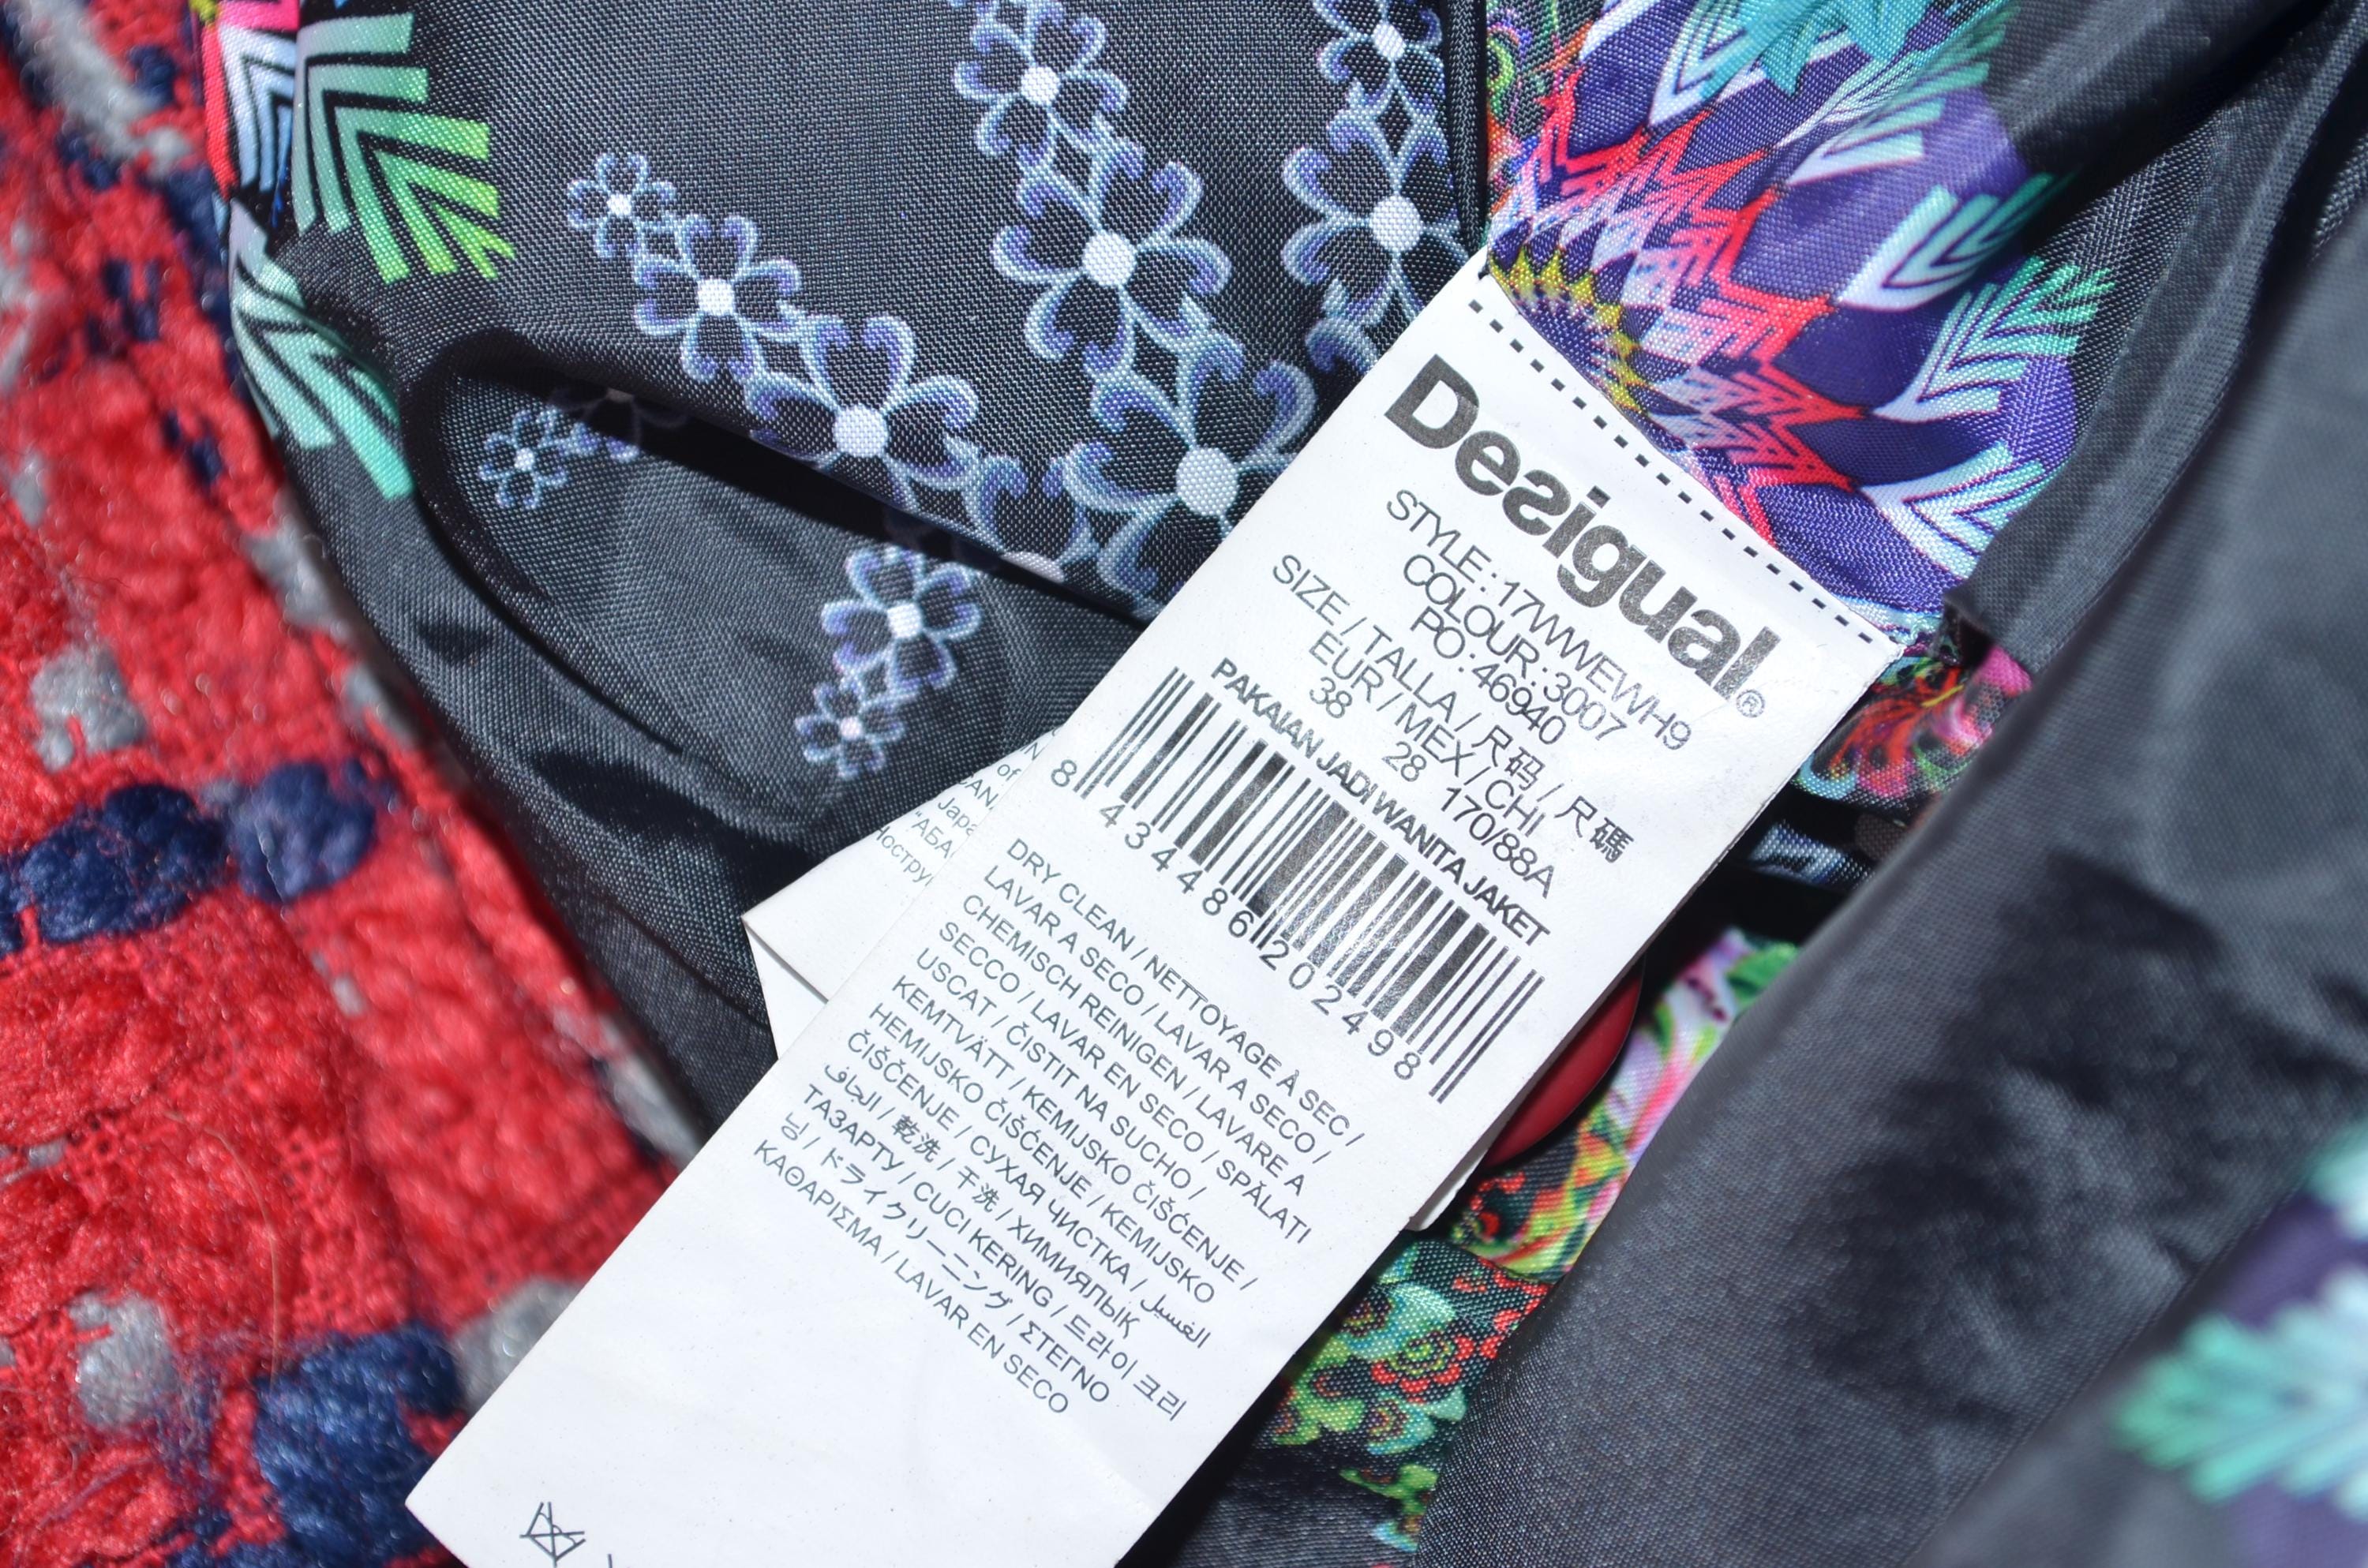 Desigual®
STYLE : 17WWEWH9
COLOUR : 3007
PO : 46940
SIZE / TALLA / 尺码 / 尺碼
EUR / MEX / CHI
38 28 170/88A
PAKAIAN JADI WANITA JAKET
8 434486 202498
DRY CLEAN / NETTOYAGE À SEC /
LAVAR A SECO / LAVAR A SECO /
CHEMISCH REINIGEN / LAVARE A
SECCO / LAVAR EN SECO / SPĂLATI
USCAT / ČISTIT NA SUCHO /
KEMTVÄTT / KEMIJSKO ČIŠĆENJE /
HEMIJSKO ČIŠĆENJE / KEMIJSKO
ČIŠČENJE / СУХАЯ ЧИСТКА / الغسيل
الجاف / 乾洗 / 干洗 / ХИМИЯЛЫҚ
ТАЗАРТУ / CUCI KERING / 드라이 크리
닝 / ドライクリーニング / ΣΤΕΓΝΟ
ΚΑΘΑΡΙΣΜΑ / LAVAR EN SECO
of
CAN
Japa
"АБА